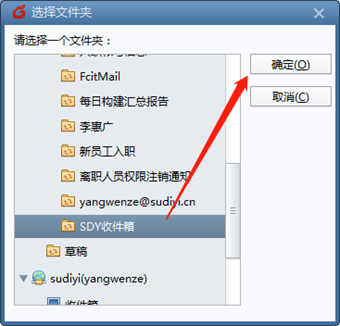 选择文件夹
请选择一个文件夹：
确定(O)
FcitMail
取消(C)
每日构建汇总报告
李惠广
新员工入职
离职人员权限注销通知
yangwenze@sudiyi.cn
SDY收件箱
草稿
sudiyi(yangwenze)
收件箱